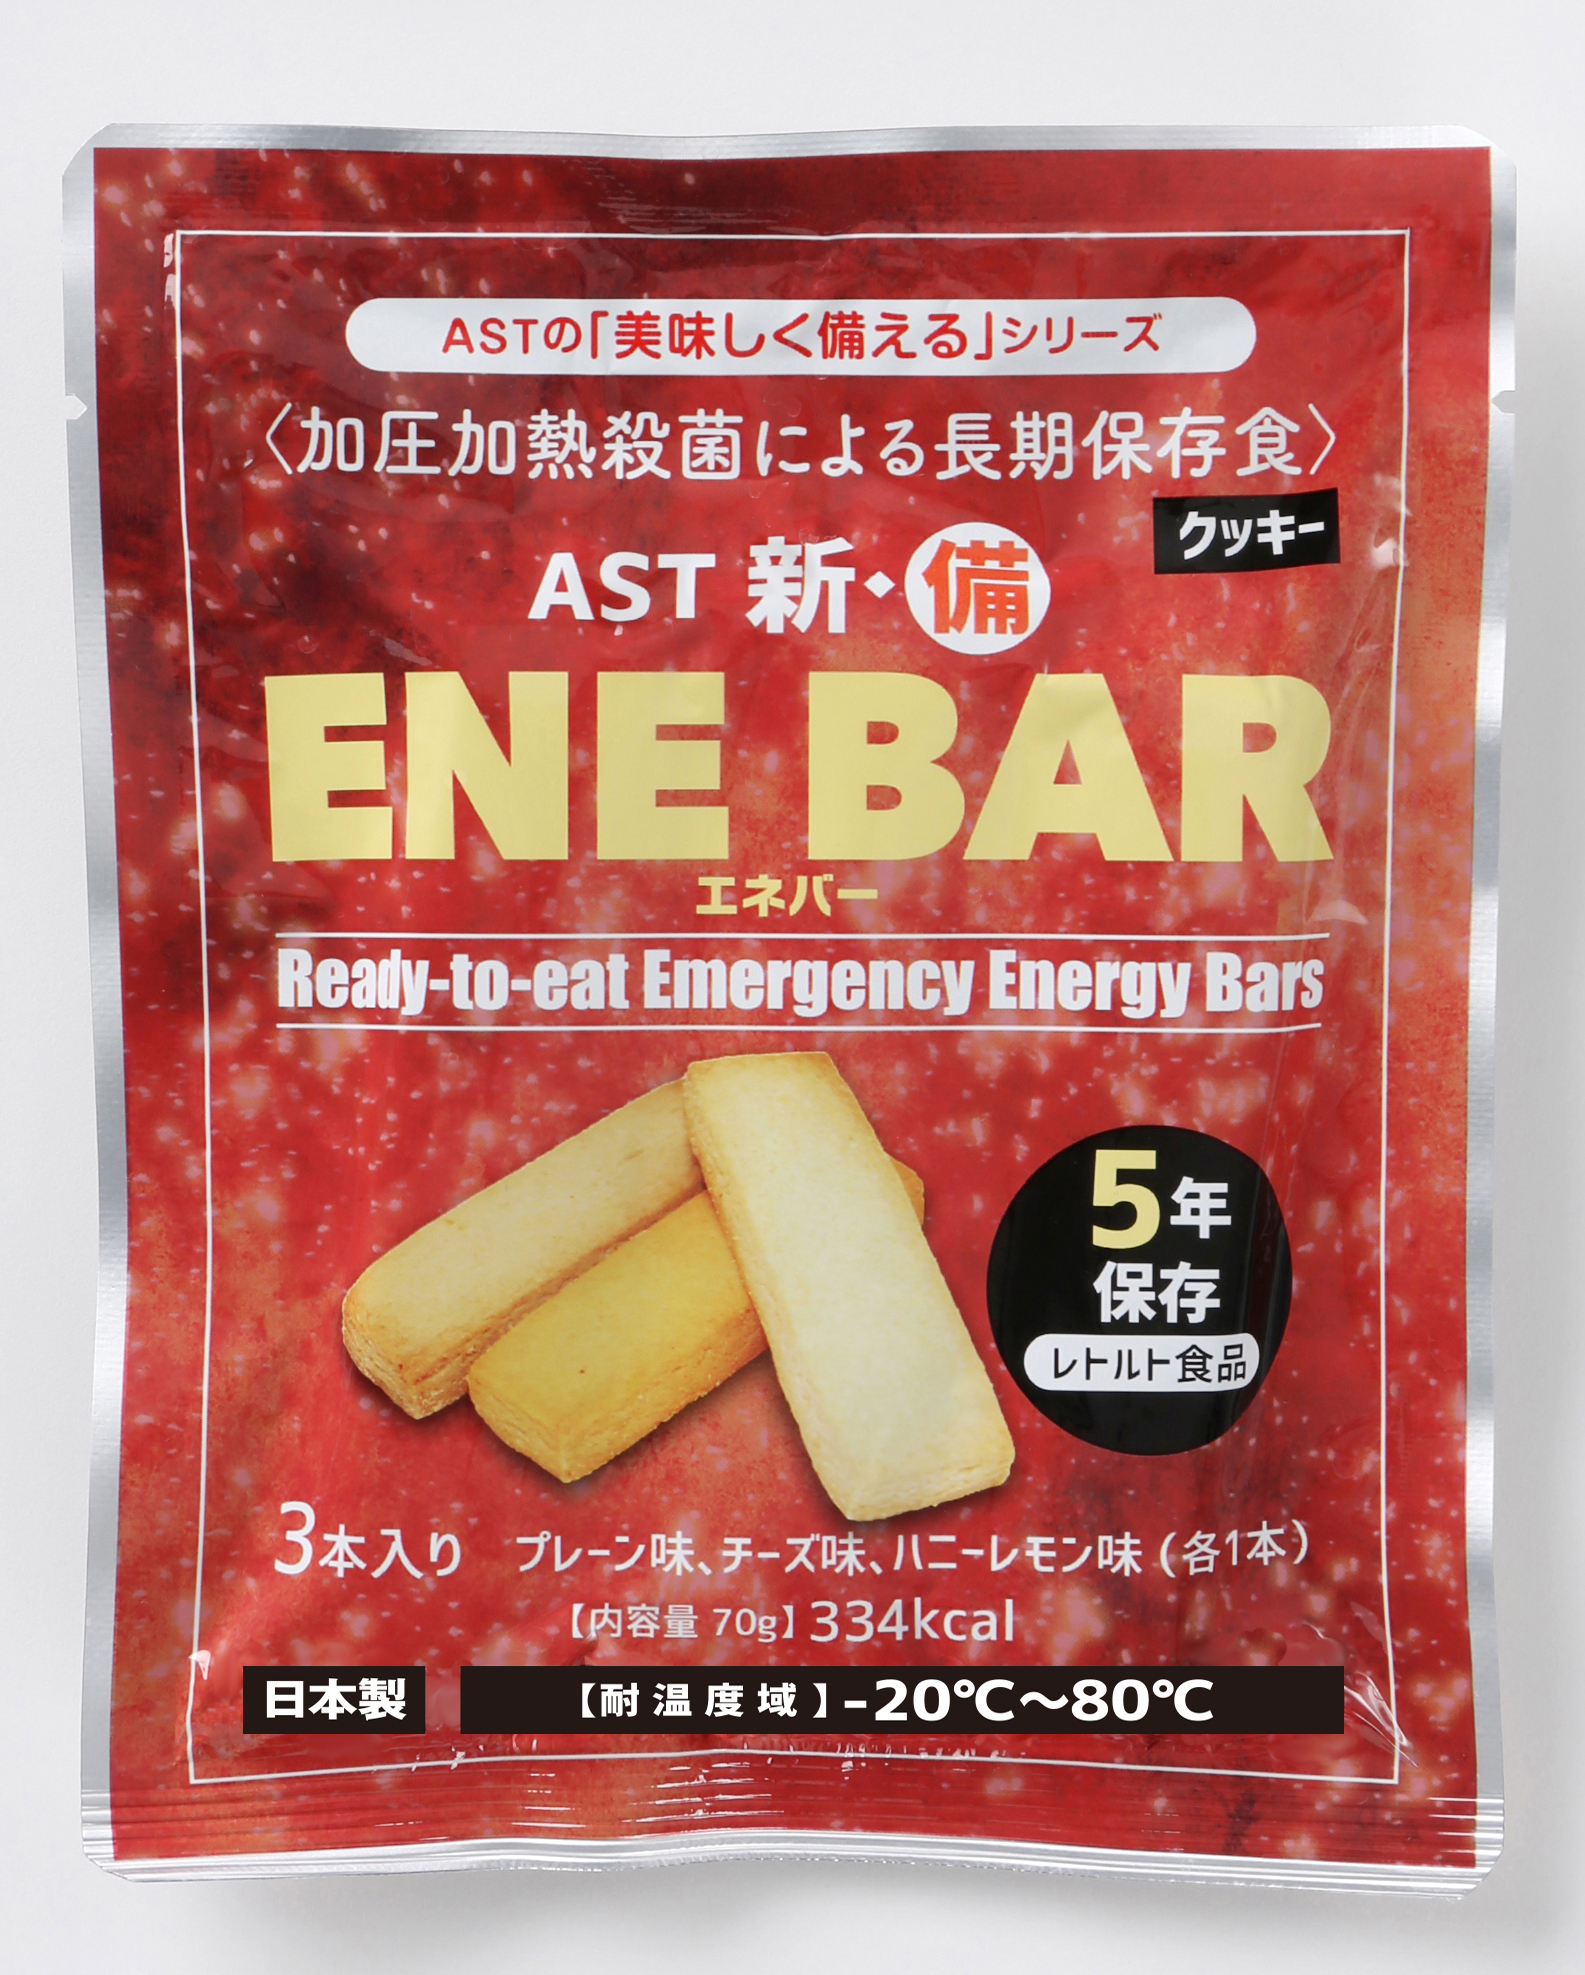 ASTの「美味しく備える」シリーズ
〈加圧加熱殺菌による長期保存食〉
クッキー
AST 新・備
ENE BAR
エネバー
Ready-to-eat Emergency Energy Bars
5年
保存
レトルト食品
3本入り プレーン味、チーズ味、ハニーレモン味（各1本）
【内容量 70g】334kcal
日本製 【耐温度域】-20℃〜80℃